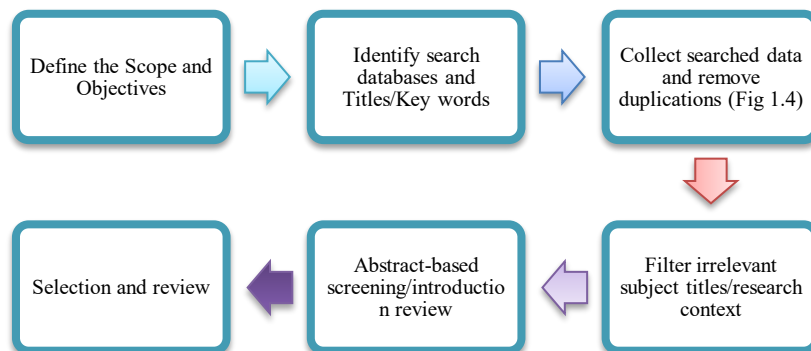 Define the Scope and
Objectives
Identify search
databases and
Titles/Key words
Collect searched data
and remove
duplications (Fig 1.4)
Filter irrelevant
subject titles/research
context
Abstract-based
screening/introductio
n review
Selection and review